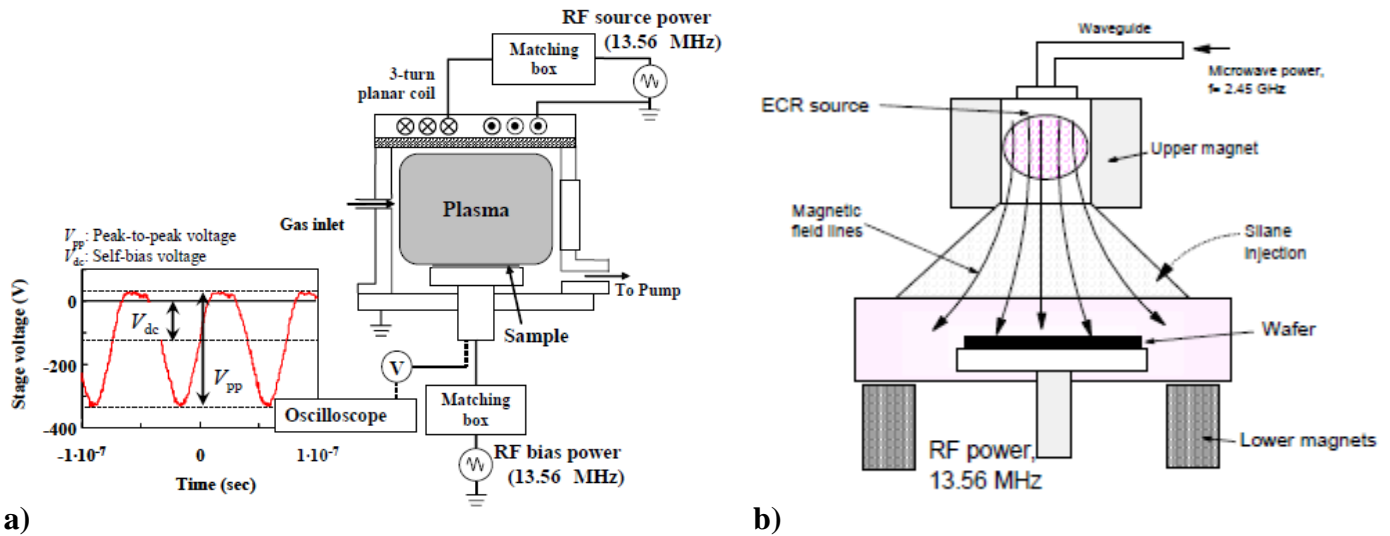 RF source power
(13.56 MHz)
Matching
box
3-turn
planar coil
Plasma
Gas inlet
To Pump
Sample
V
Oscilloscope
Matching
box
RF bias power
(13.56 MHz)
Vpp: Peak-to-peak voltage
Vdc: Self-bias voltage
Stage voltage (V)
0
-200
-400
Vdc
Vpp
-1·10-7
0
1·10-7
Time (sec)
a)
Waveguide
Microwave power,
f= 2.45 GHz
ECR source
Upper magnet
Magnetic
field lines
Silane
injection
Wafer
Lower magnets
RF power,
13.56 MHz
b)